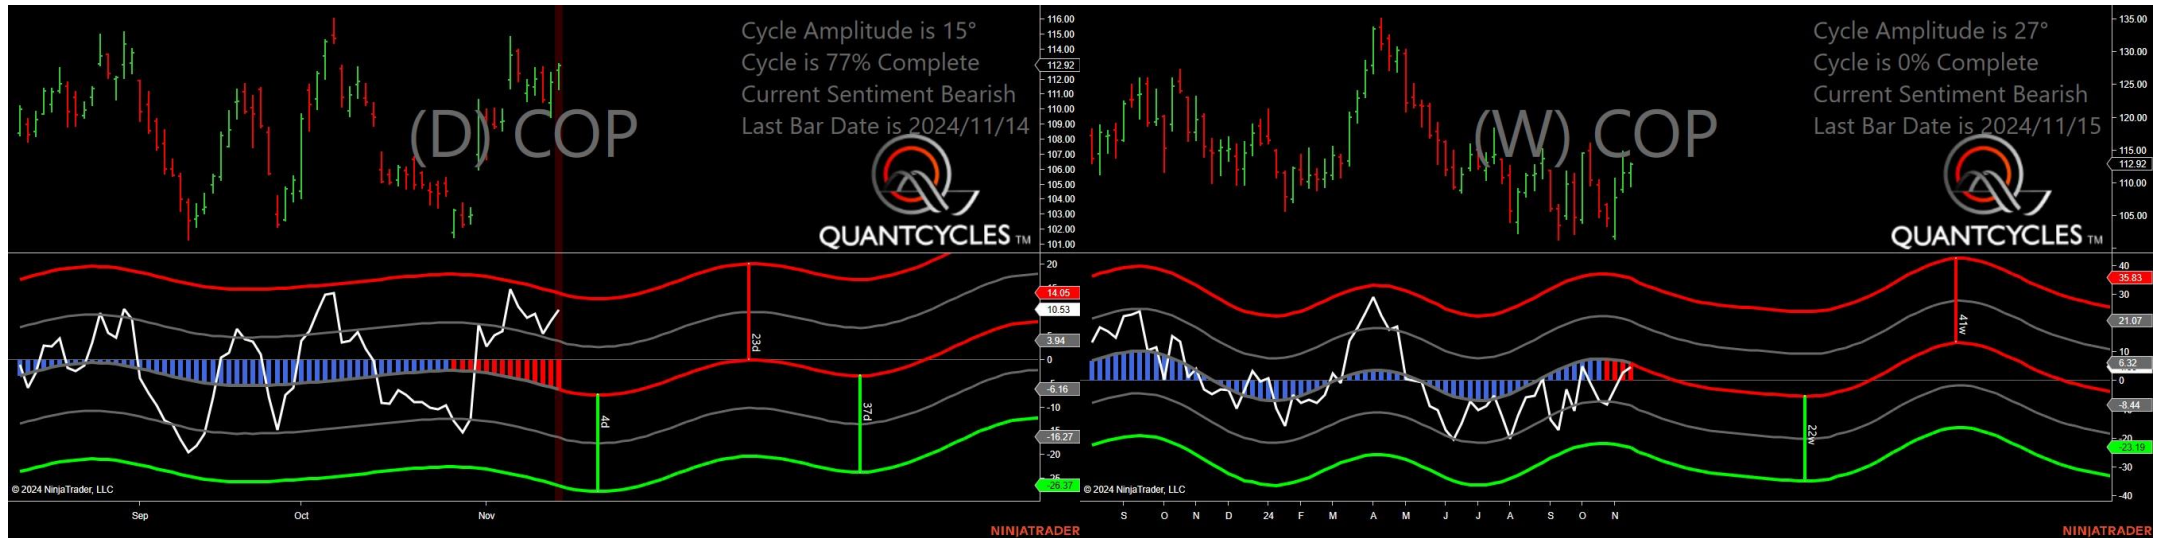 Cycle Amplitude is 15°
Cycle is 77% Complete
Current Sentiment Bearish
Last Bar Date is 2024/11/14
(D) COP
QUANTCYCLES TM
116.00
115.00
114.00
112.92
112.00
111.00
110.00
109.00
108.00
107.00
106.00
105.00
104.00
103.00
102.00
101.00
20
14.05
10.53
3.94
0
-6.16
-10
-16.27
-20
-26.37
23d
4d
37d
© 2024 NinjaTrader, LLC
Sep Oct Nov
NINJATRADER
Cycle Amplitude is 27°
Cycle is 0% Complete
Current Sentiment Bearish
Last Bar Date is 2024/11/15
(W) COP
QUANTCYCLES TM
135.00
130.00
125.00
120.00
115.00
112.92
110.00
105.00
40
35.83
30
21.07
10
6.32
0
-8.44
-20
-23.19
-30
-40
41w
22w
© 2024 NinjaTrader, LLC
S O N D 24 F M A M J J A S O N
NINJATRADER